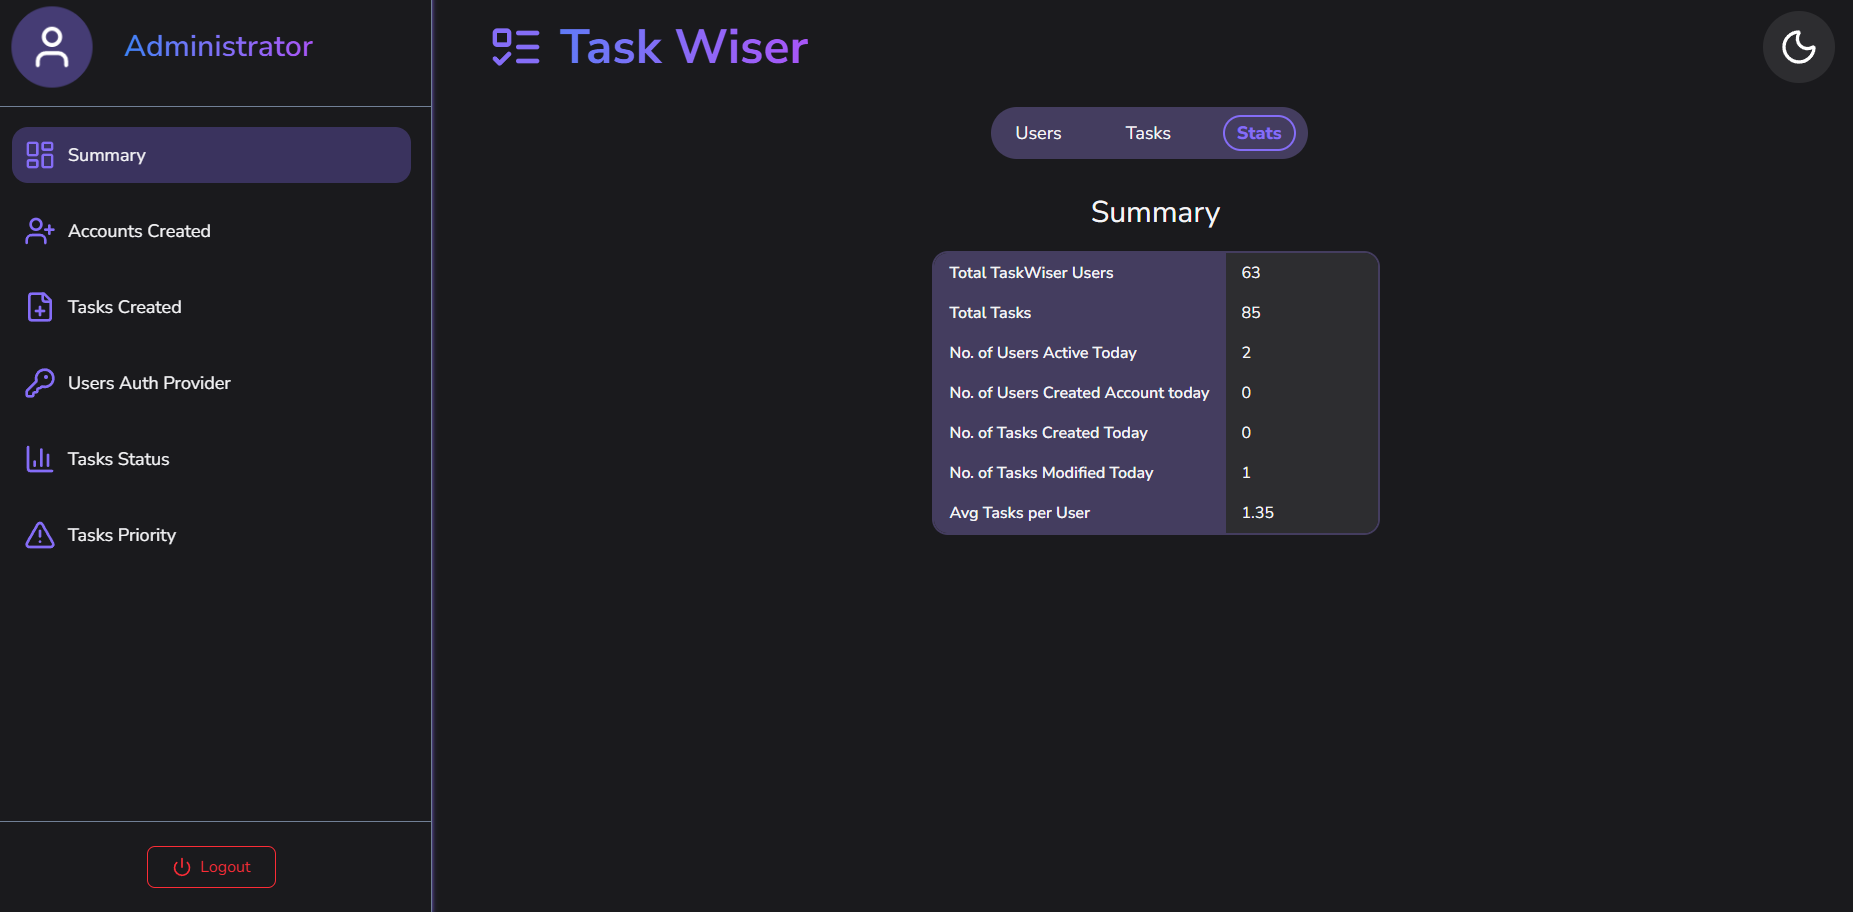 Administrator
Summary
Accounts Created
Tasks Created
Users Auth Provider
Tasks Status
Tasks Priority
Logout
Task Wiser
Users Tasks Stats
Summary
Total TaskWiser Users 63
Total Tasks 85
No. of Users Active Today 2
No. of Users Created Account today 0
No. of Tasks Created Today 0
No. of Tasks Modified Today 1
Avg Tasks per User 1.35